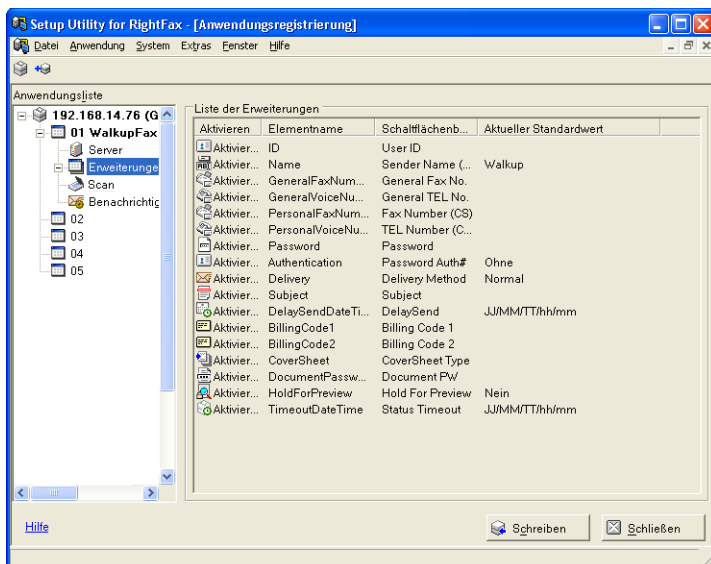 Setup Utility for RightFax - [Anwendungsregistrierung]
Datei Anwendung System Extras Fenster Hilfe
Anwendungsliste
192.168.14.76 (G
01 WalkupFax
Server
Erweiterunge
Scan
Benachrichtig
02
03
04
05
Liste der Erweiterungen
Aktivieren Elementname Schaltflächenb... Aktueller Standardwert
Aktivier... ID User ID
Aktivier... Name Sender Name (... Walkup
Aktivier... GeneralFaxNum... General Fax No.
Aktivier... GeneralVoiceNu... General TEL No.
Aktivier... PersonalFaxNum... Fax Number (CS)
Aktivier... PersonalVoiceNu... TEL Number (C...
Aktivier... Password Password
Aktivier... Authentication Password Auth# Ohne
Aktivier... Delivery Delivery Method Normal
Aktivier... Subject Subject
Aktivier... DelaySendDateTi... DelaySend JJ/MM/TT/hh/mm
Aktivier... BillingCode1 Billing Code 1
Aktivier... BillingCode2 Billing Code 2
Aktivier... CoverSheet CoverSheet Type
Aktivier... DocumentPassw... Document PW
Aktivier... HoldForPreview Hold For Preview Nein
Aktivier... TimeoutDateTime Status Timeout JJ/MM/TT/hh/mm
Hilfe
Schreiben
Schließen